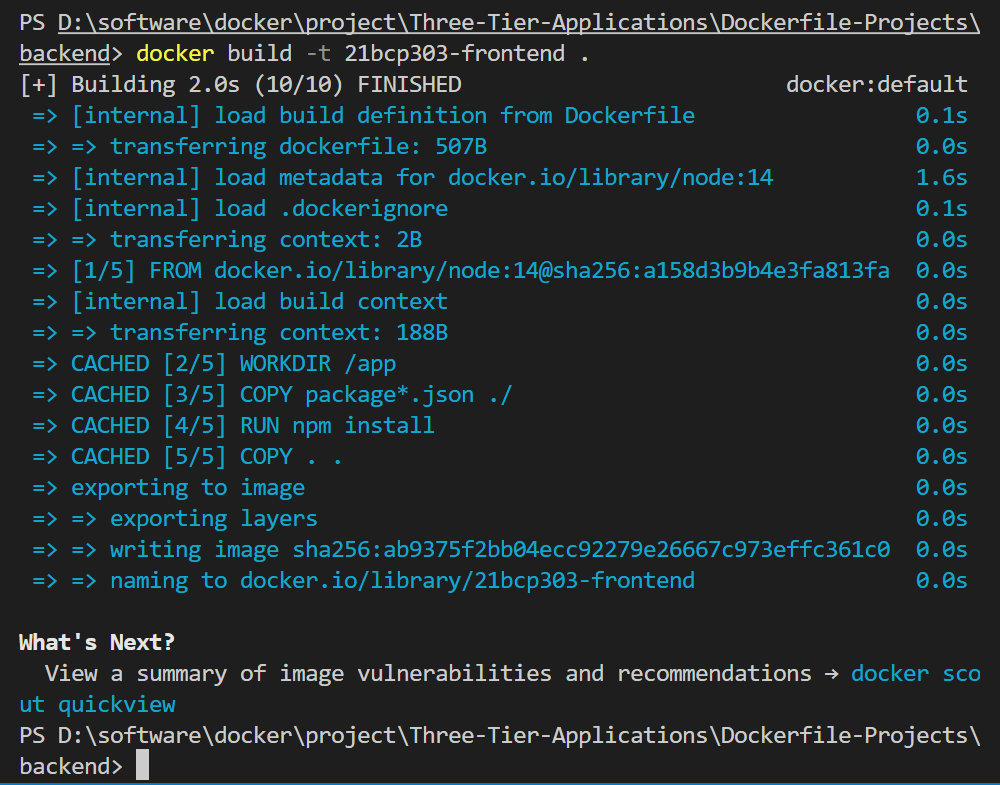 PS D:\software\docker\project\Three-Tier-Applications\Dockerfile-Projects\
backend> docker build -t 21bcp303-frontend .
[+] Building 2.0s (10/10) FINISHED docker:default
=> [internal] load build definition from Dockerfile 0.1s
=> => transferring dockerfile: 507B 0.0s
=> [internal] load metadata for docker.io/library/node:14 1.6s
=> [internal] load .dockerignore 0.1s
=> => transferring context: 2B 0.0s
=> [1/5] FROM docker.io/library/node:14@sha256:a158d3b9b4e3fa813fa 0.0s
=> [internal] load build context 0.0s
=> => transferring context: 188B 0.0s
=> CACHED [2/5] WORKDIR /app 0.0s
=> CACHED [3/5] COPY package*.json ./ 0.0s
=> CACHED [4/5] RUN npm install 0.0s
=> CACHED [5/5] COPY . . 0.0s
=> exporting to image 0.0s
=> => exporting layers 0.0s
=> => writing image sha256:ab9375f2bb04ecc92279e26667c973effc361c0 0.0s
=> => naming to docker.io/library/21bcp303-frontend 0.0s
What's Next?
View a summary of image vulnerabilities and recommendations → docker sco
ut quickview
PS D:\software\docker\project\Three-Tier-Applications\Dockerfile-Projects\
backend>